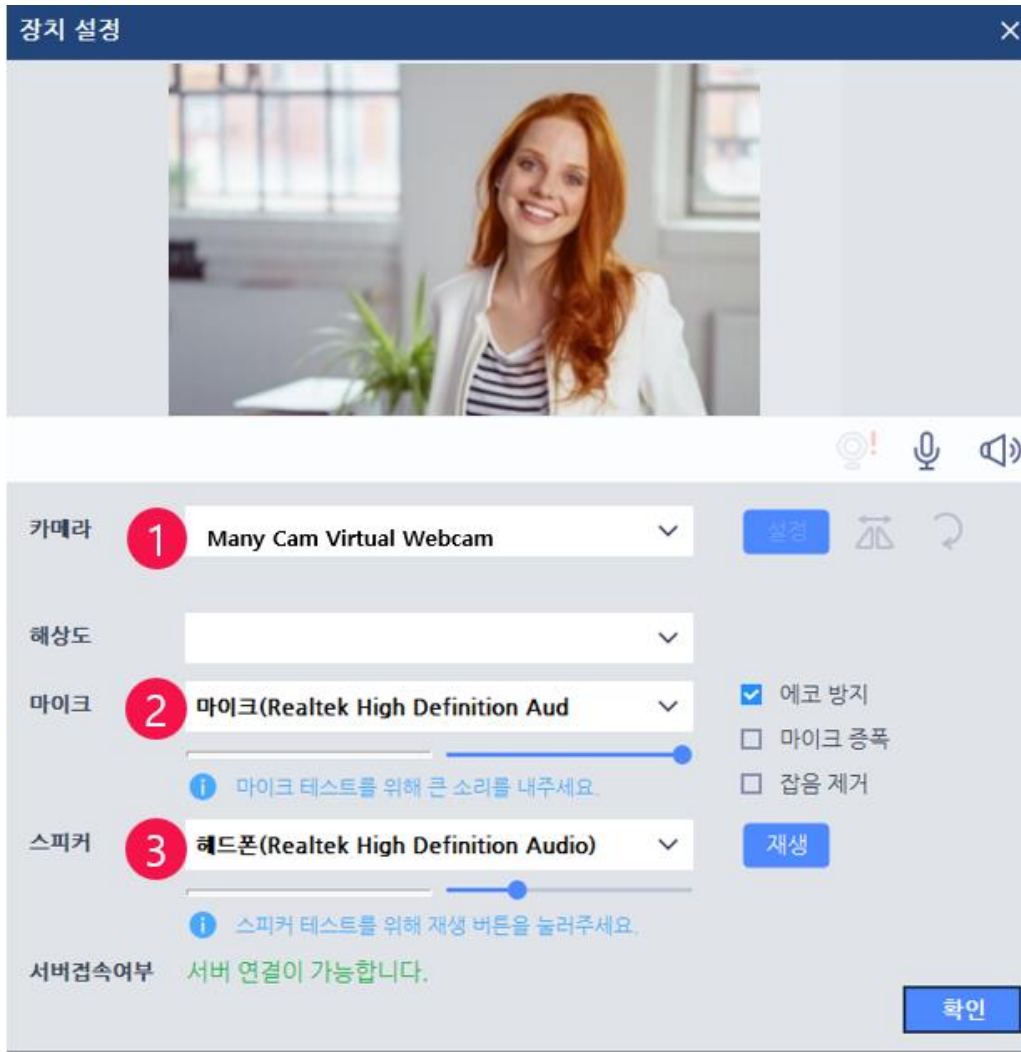 장치 설정
카메라 1 Many Cam Virtual Webcam 설정
해상도
마이크 2 마이크(Realtek High Definition Aud
에코 방지
마이크 증폭
잡음 제거
마이크 테스트를 위해 큰 소리를 내주세요.
스피커 3 헤드폰(Realtek High Definition Audio) 재생
스피커 테스트를 위해 재생 버튼을 눌러주세요.
서버접속여부 서버 연결이 가능합니다.
확인